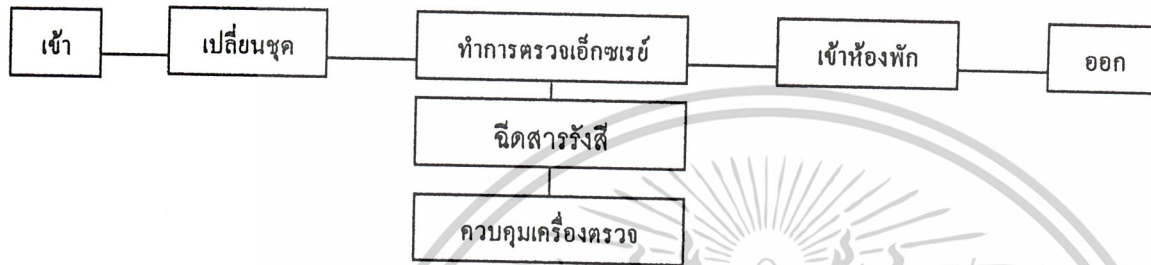 เข้า
เปลี่ยนชุด
ทำการตรวจเอ็กซเรย์
เข้าห้องพัก
ออก
ฉีดสารรังสี
ควบคุมเครื่องตรวจ